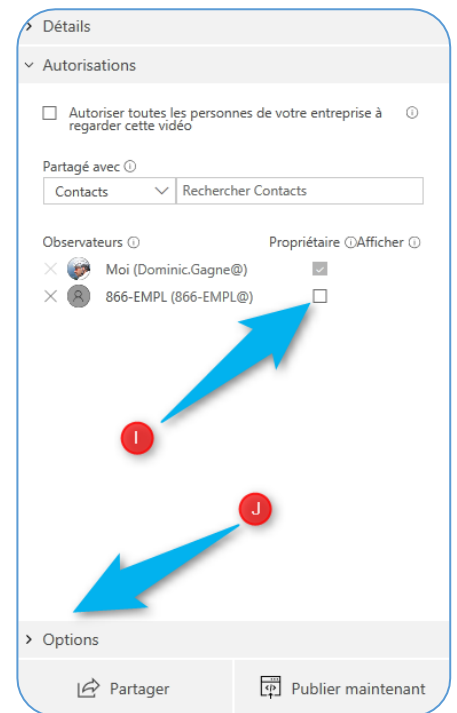 Détails
Autorisations
Autoriser toutes les personnes de votre entreprise à
regarder cette vidéo
Partagé avec
Contacts Rechercher Contacts
Observateurs Propriétaire Afficher
Moi (Dominic.Gagne@)
866-EMPL (866-EMPL@)
I
J
Options
Partager Publier maintenant